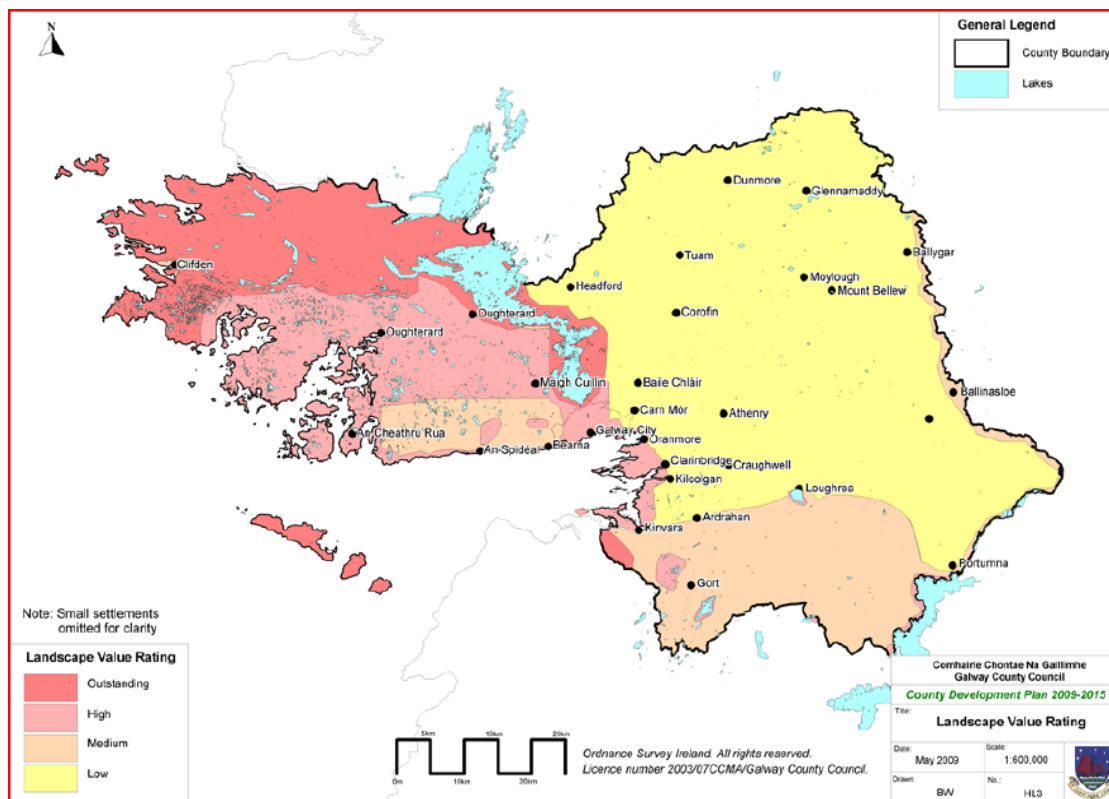 N
General Legend
County Boundary
Lakes
Dunmore
Glennamaddy
Ballygar
Tuam
Clifden
Moylough
Mount Bellew
Headford
Oughterard
Corofin
Oughterard
Maigh Cuillin
Baile Chláir
Ballinasloe
Carn Mór
Athenry
An Cheathru Rua
Galway City
Oranmore
Bearna
An Spidéal
Clarinbridge
Craughwell
Kilcolgan
Loughrea
Ardrahan
Kinvara
Portumna
Gort
Note: Small settlements
omitted for clarity
Landscape Value Rating
Outstanding
High
Medium
Low
5km 15km 25km
0m 10km 20km
Ordnance Survey Ireland. All rights reserved.
Licence number 2003/07CCMA/Galway County Council.
Comhairle Chontae Na Gaillimhe
Galway County Council
County Development Plan 2009-2015
Title:
Landscape Value Rating
Date: Scale
May 2009 1:600,000
Drawn: No.:
BW HL3